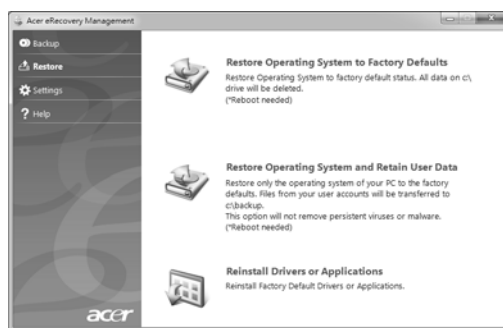 Acer eRecovery Management
Backup
Restore
Settings
Help
Restore Operating System to Factory Defaults
Restore Operating System to factory default status. All data on c:\
drive will be deleted.
(*Reboot needed)
Restore Operating System and Retain User Data
Restore only the operating system of your PC to the factory
defaults. Files from your user accounts will be transferred to
c:\backup.
This option will not remove persistent viruses or malware.
(*Reboot needed)
Reinstall Drivers or Applications
Reinstall Factory Default Drivers or Applications.
acer